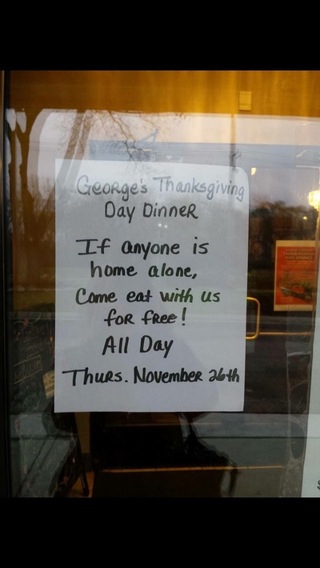 George's Thanksgiving
Day Dinner
If anyone is
home alone,
Come eat with us
for free!
All Day
Thurs. November 26th